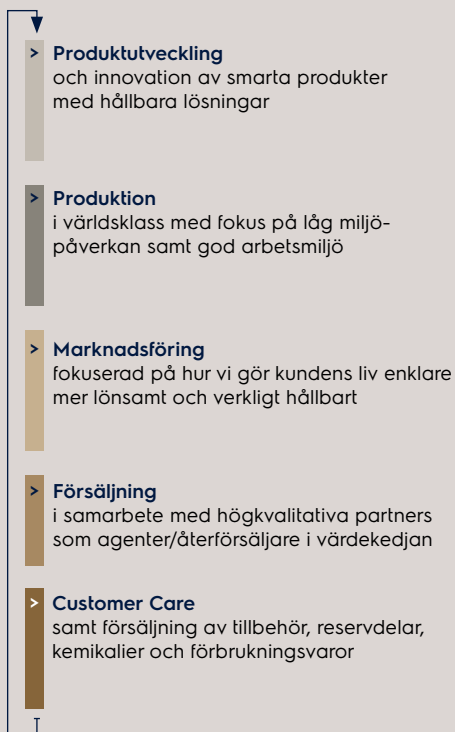 > Produktutveckling
och innovation av smarta produkter
med hållbara lösningar
> Produktion
i världsklass med fokus på låg miljö-
påverkan samt god arbetsmiljö
> Marknadsföring
fokuserad på hur vi gör kundens liv enklare
mer lönsamt och verkligt hållbart
> Försäljning
i samarbete med högkvalitativa partners
som agenter/återförsäljare i värdekedjan
> Customer Care
samt försäljning av tillbehör, reservdelar,
kemikalier och förbrukningsvaror